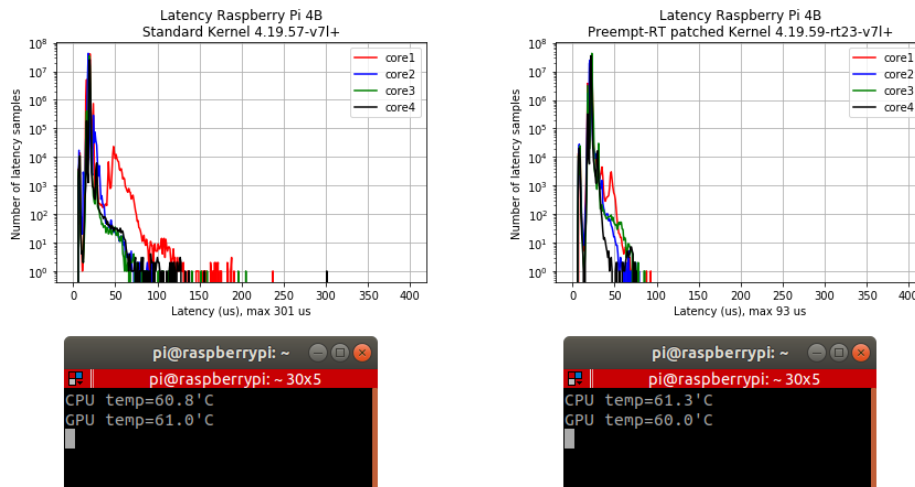 Latency Raspberry Pi 4B
Standard Kernel 4.19.57-v7l+
Number of latency samples
10⁸
10⁷
10⁶
10⁵
10⁴
10³
10²
10¹
10⁰
core1
core2
core3
core4
0 50 100 150 200 250 300 350 400
Latency (us), max 301 us
Latency Raspberry Pi 4B
Preempt-RT patched Kernel 4.19.59-rt23-v7l+
Number of latency samples
10⁸
10⁷
10⁶
10⁵
10⁴
10³
10²
10¹
10⁰
core1
core2
core3
core4
0 50 100 150 200 250 300 350 400
Latency (us), max 93 us
pi@raspberrypi: ~
pi@raspberrypi: ~ 30x5
CPU temp=60.8'C
GPU temp=61.0'C
pi@raspberrypi: ~
pi@raspberrypi: ~ 30x5
CPU temp=61.3'C
GPU temp=60.0'C